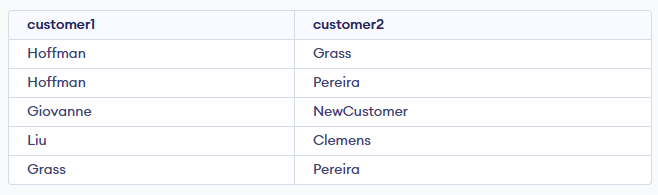 customer1 customer2
Hoffman Grass
Hoffman Pereira
Giovanne NewCustomer
Liu Clemens
Grass Pereira